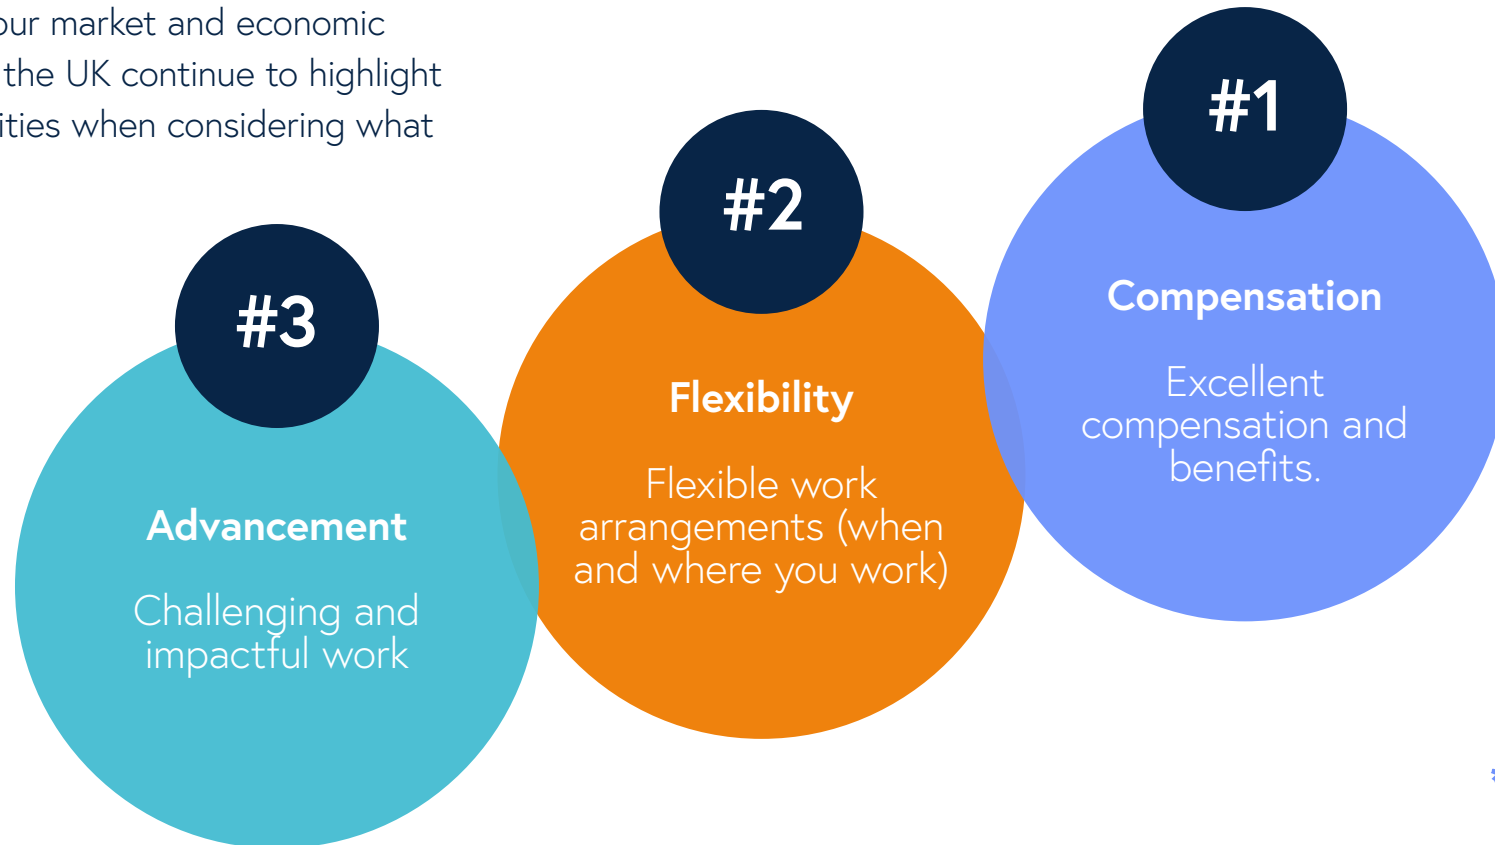 our market and economic
the UK continue to highlight
ities when considering what
#1
Compensation
Excellent
compensation and
benefits.
#2
Flexibility
Flexible work
arrangements (when
and where you work)
#3
Advancement
Challenging and
impactful work